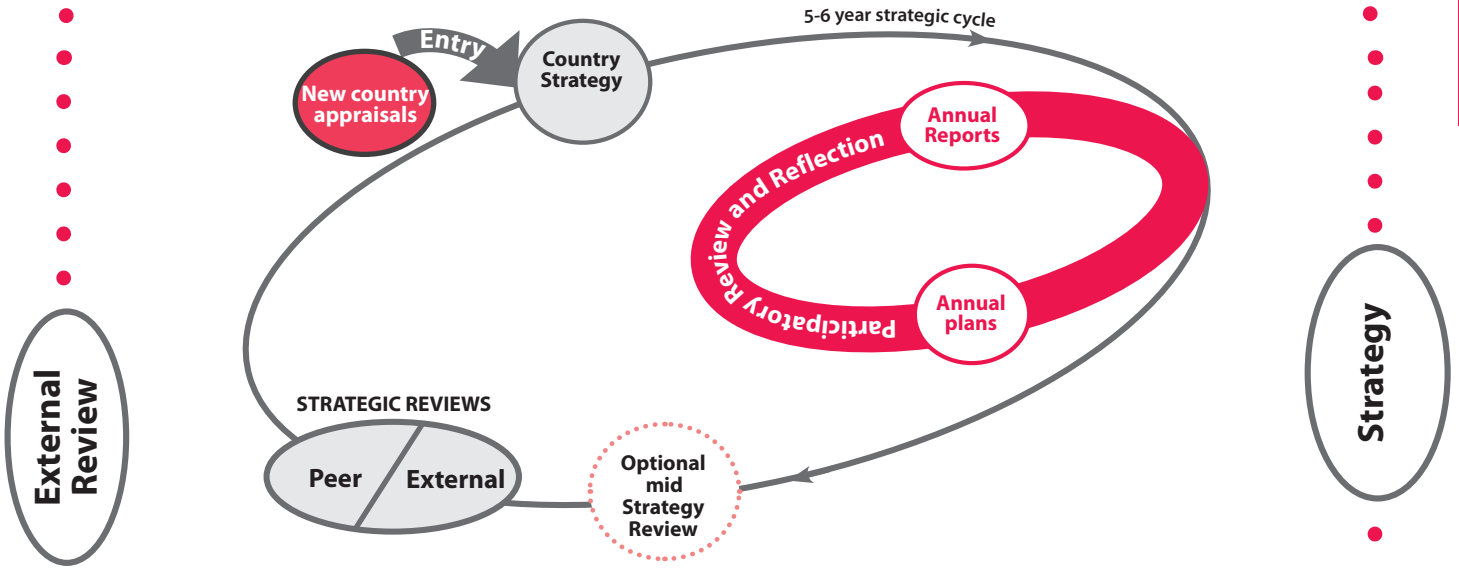 5-6 year strategic cycle
Entry
Country
Strategy
New country
appraisals
Annual
Reports
Participatory Review and Reflection
Annual
plans
External
Review
Strategy
STRATEGIC REVIEWS
Peer
External
Optional
mid
Strategy
Review